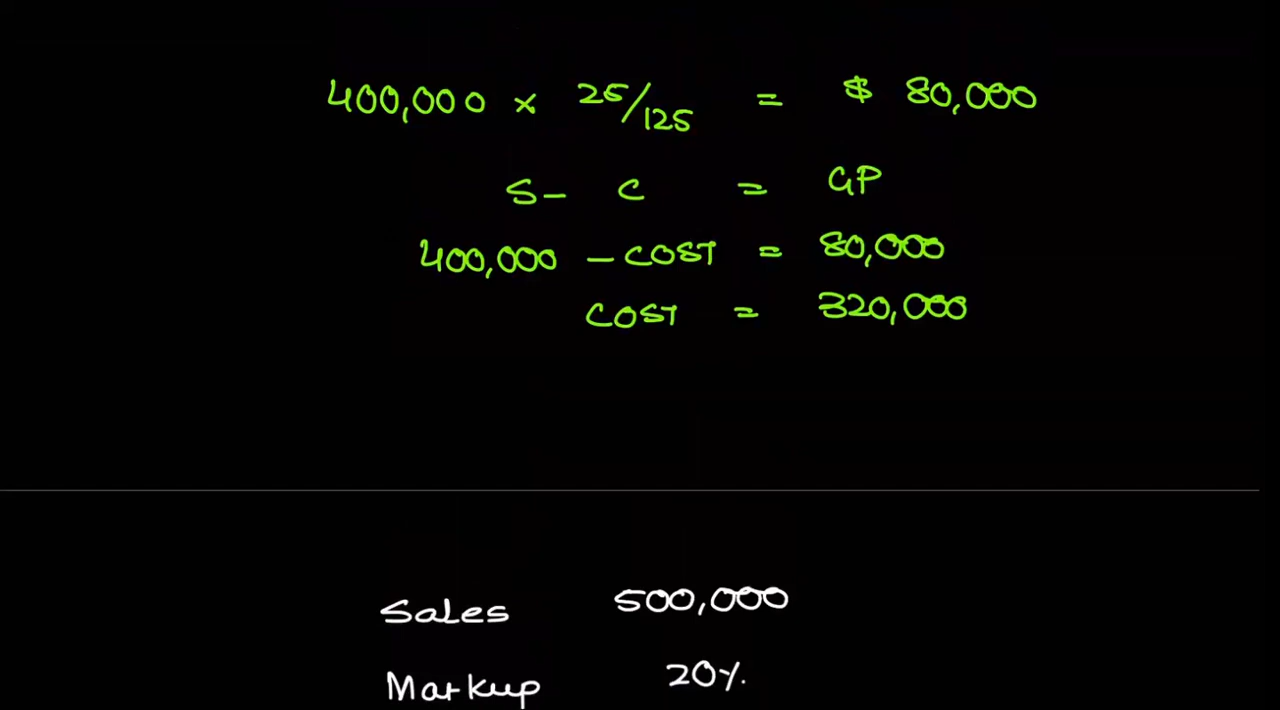 400,000 × 25/125 = $ 80,000
S- C = GP
400,000 - COST = 80,000
COST = 320,000
Sales 500,000
Markup 20%